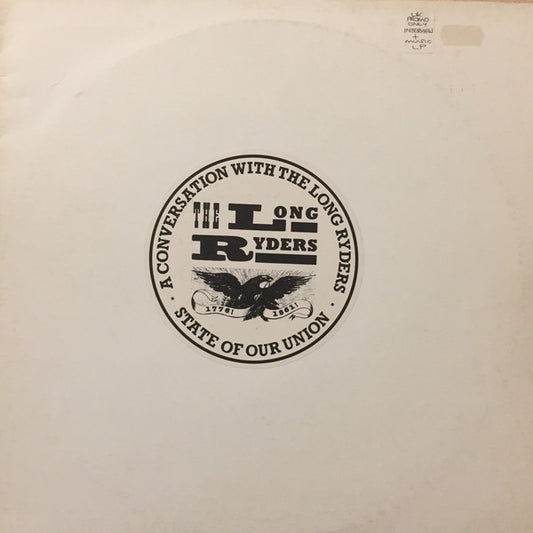 UK
PROMO
ONLY
INTERVIEW
+
MUSIC
LP
A CONVERSATION WITH THE LONG RYDERS
THE LONG
RYDERS
1776! 1861!
· STATE OF OUR UNION ·